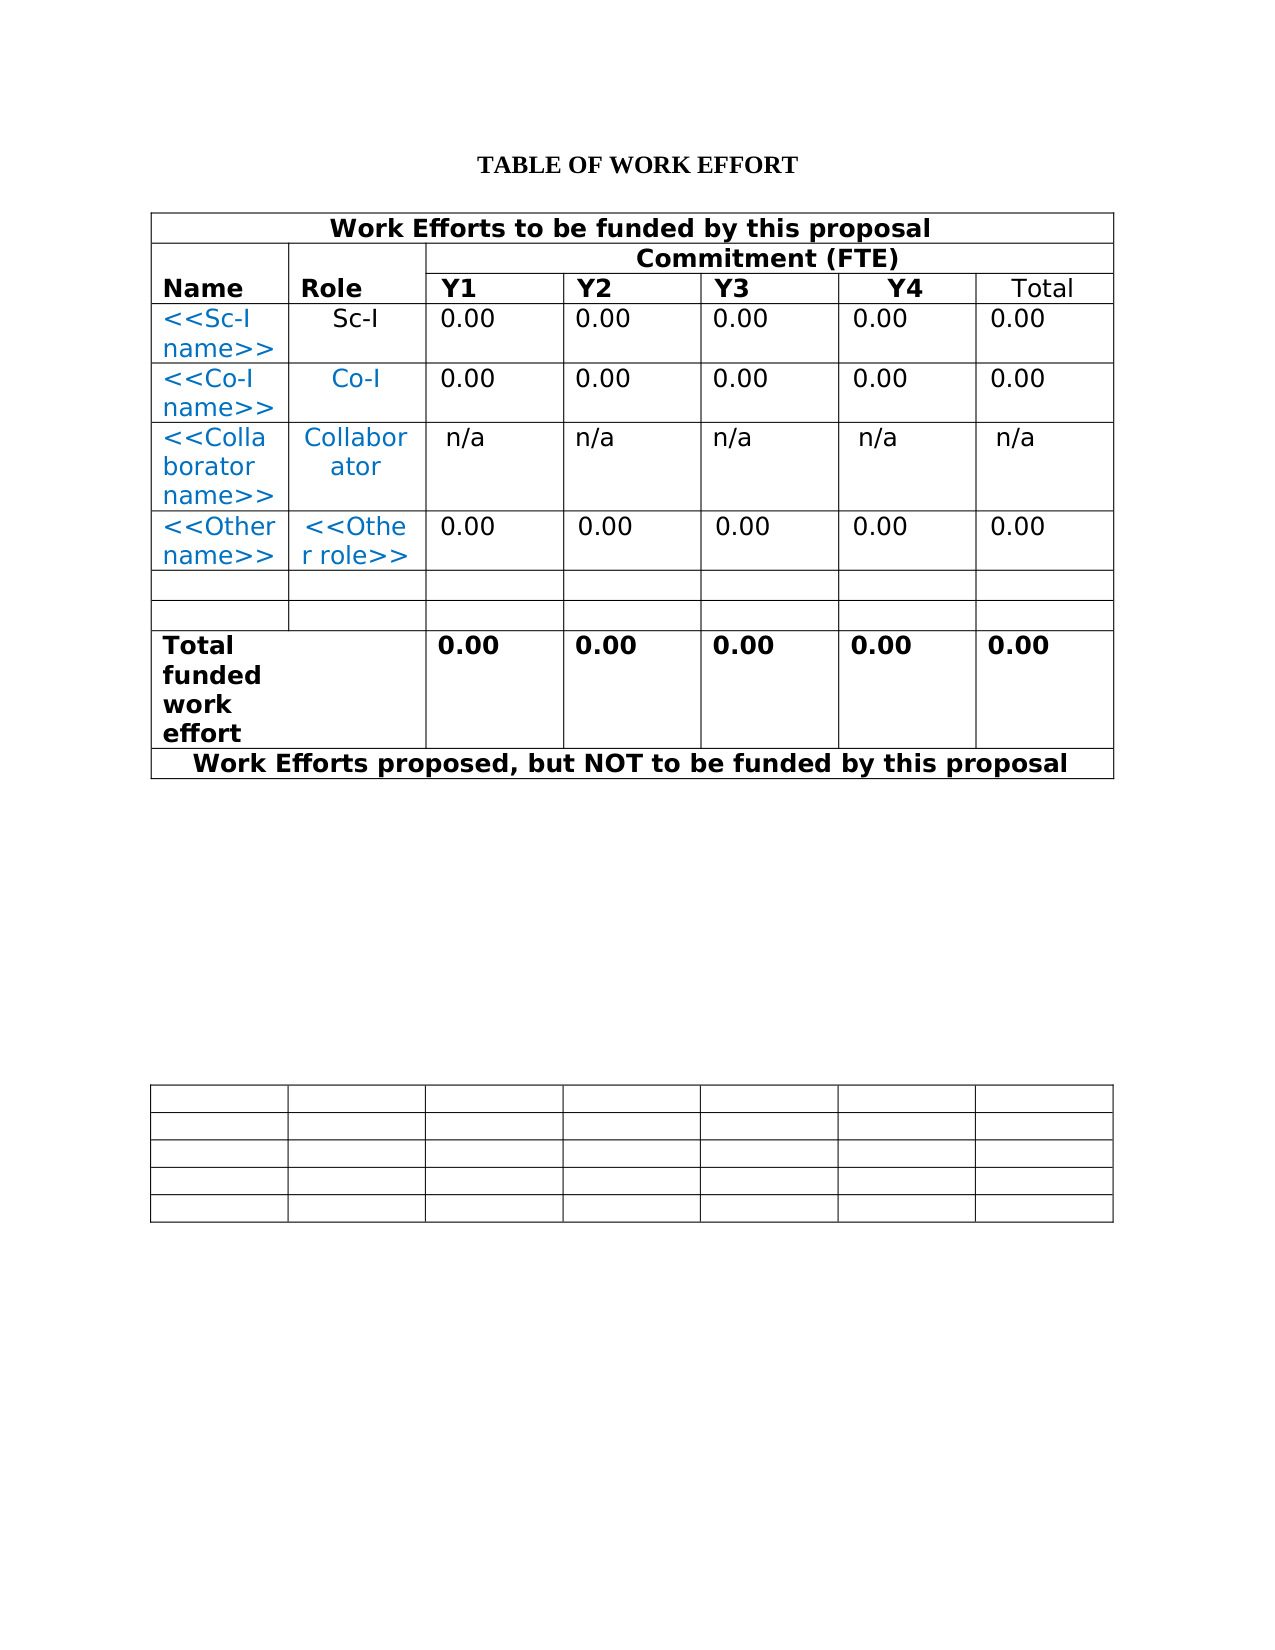 TABLE OF WORK EFFORT
Work Efforts to be funded by this proposal
Commitment (FTE)
Name Role Y1 Y2 Y3 Y4 Total
<<Sc-I Sc-I 0.00 0.00 0.00 0.00 0.00
name>>
<<Co-I Co-I 0.00 0.00 0.00 0.00 0.00
name>>
<<Colla Collabor n/a n/a n/a n/a n/a
borator ator
name>>
<<Other <<Othe 0.00 0.00 0.00 0.00 0.00
name>> r role>>
Total 0.00 0.00 0.00 0.00 0.00
funded
work
effort
Work Efforts proposed, but NOT to be funded by this proposal